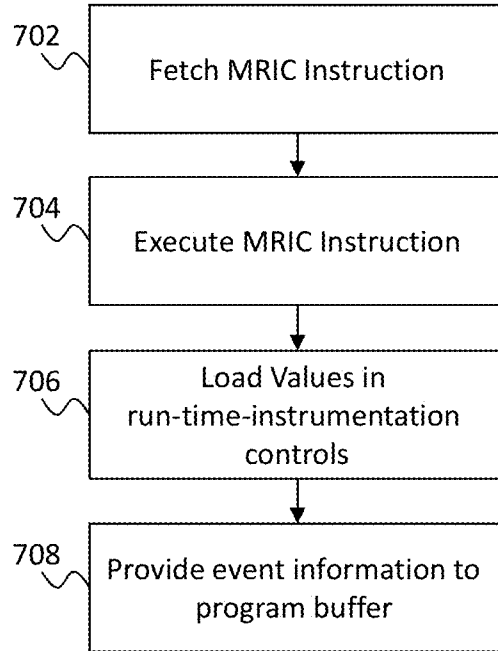 702
Fetch MRIC Instruction
704
Execute MRIC Instruction
706
Load Values in
run-time-instrumentation
controls
708
Provide event information to
program buffer